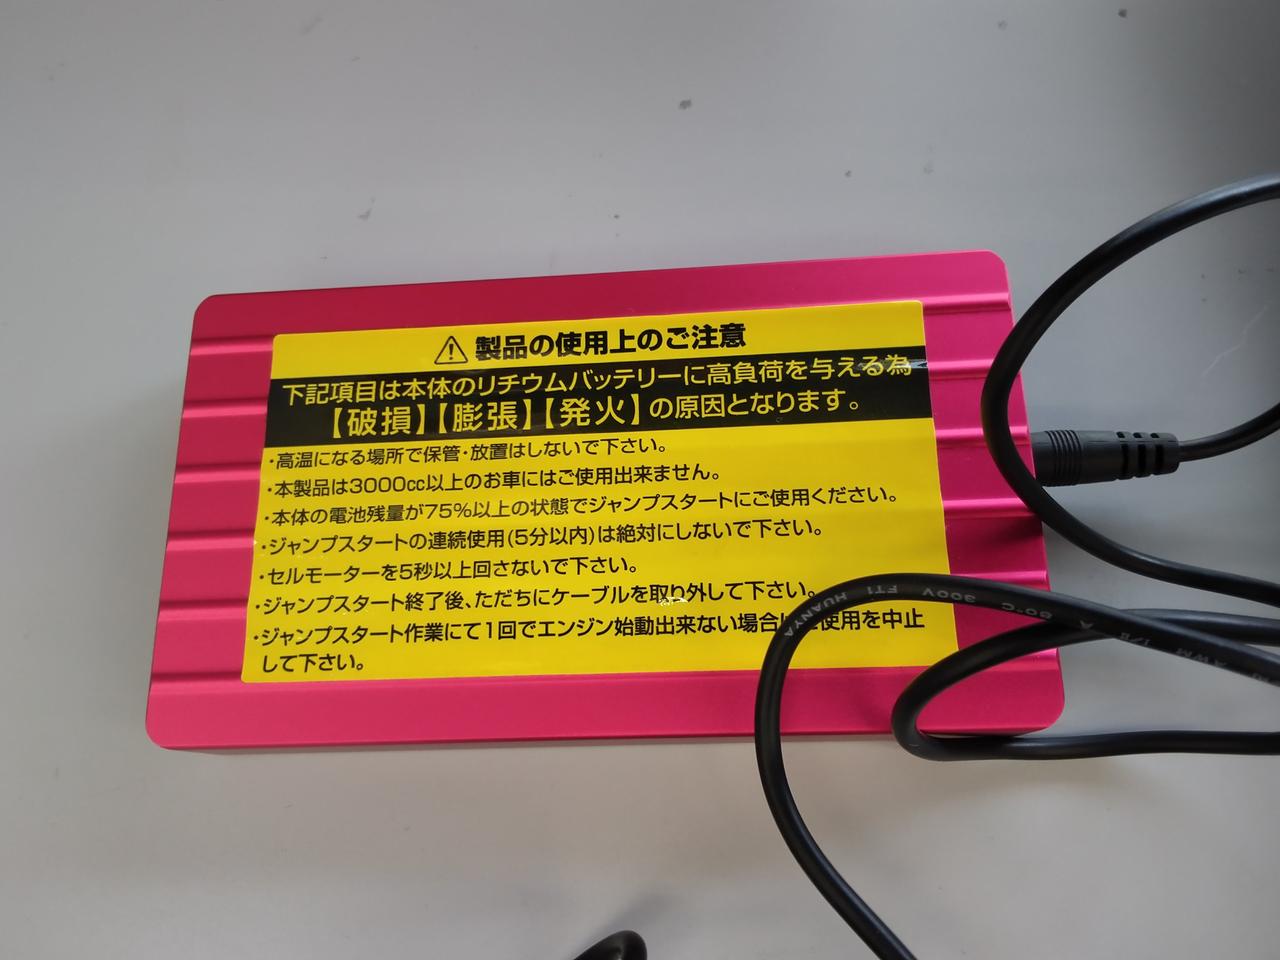 製品の使用上のご注意
下記項目は本体のリチウムバッテリーに高負荷を与える為
【破損】【膨張】【発火】の原因となります。
・高温になる場所で保管・放置はしないで下さい。
・本製品は3000cc以上のお車にはご使用出来ません。
・本体の電池残量が75%以上の状態でジャンプスタートにご使用ください。
・ジャンプスタートの連続使用(5分以内)は絶対にしないで下さい。
・セルモーターを5秒以上回さないで下さい。
・ジャンプスタート終了後、ただちにケーブルを取り外して下さい。
・ジャンプスタート作業にて1回でエンジン始動出来ない場合は 使用を中止
して下さい。
AWM 80°C 300V FT1 HUANYA